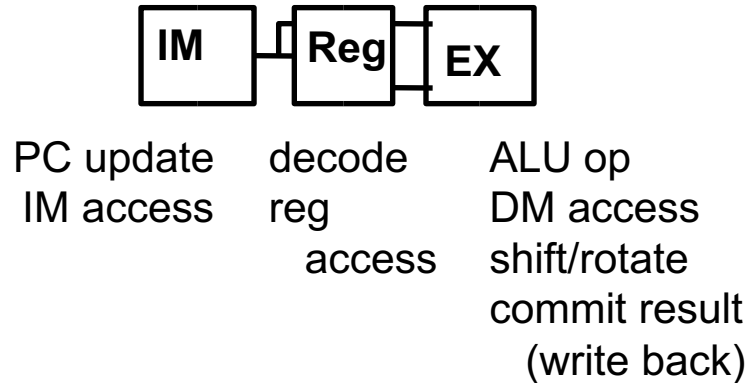 IM Reg EX
PC update decode ALU op
IM access reg DM access
access shift/rotate
commit result
(write back)